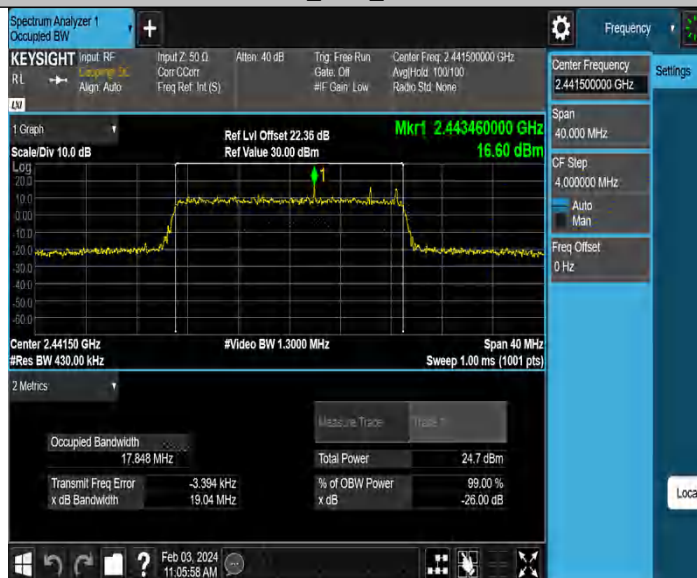 Spectrum Analyzer 1
Occupied BW
+
Frequency
KEYSIGHT
Input: RF
Coupling: DC
Align: Auto
RL
Input Z: 50 Ω
Corr CCorr
Freq Ref: Int (S)
Atten: 40 dB
Trig: Free Run
Gate: Off
#IF Gain: Low
Center Freq: 2.441500000 GHz
Avg|Hold: 100/100
Radio Std: None
LXI
Center Frequency
2.441500000 GHz
Settings
Span
40.000 MHz
CF Step
4.000000 MHz
Auto
Man
Freq Offset
0 Hz
1 Graph
Scale/Div 10.0 dB
Ref Lvl Offset 22.36 dB
Ref Value 30.00 dBm
Mkr1 2.443460000 GHz
16.60 dBm
Log
20.0
10.0
0.00
-10.0
-20.0
-30.0
-40.0
-50.0
-60.0
1
Center 2.44150 GHz
#Res BW 430.00 kHz
#Video BW 1.3000 MHz
Span 40 MHz
Sweep 1.00 ms (1001 pts)
2 Metrics
Measure Trace
Trace 1
Occupied Bandwidth
17.848 MHz
Total Power
24.7 dBm
Transmit Freq Error
-3.394 kHz
% of OBW Power
99.00 %
x dB Bandwidth
19.04 MHz
x dB
-26.00 dB
Loca
?
Feb 03, 2024
11:05:58 AM